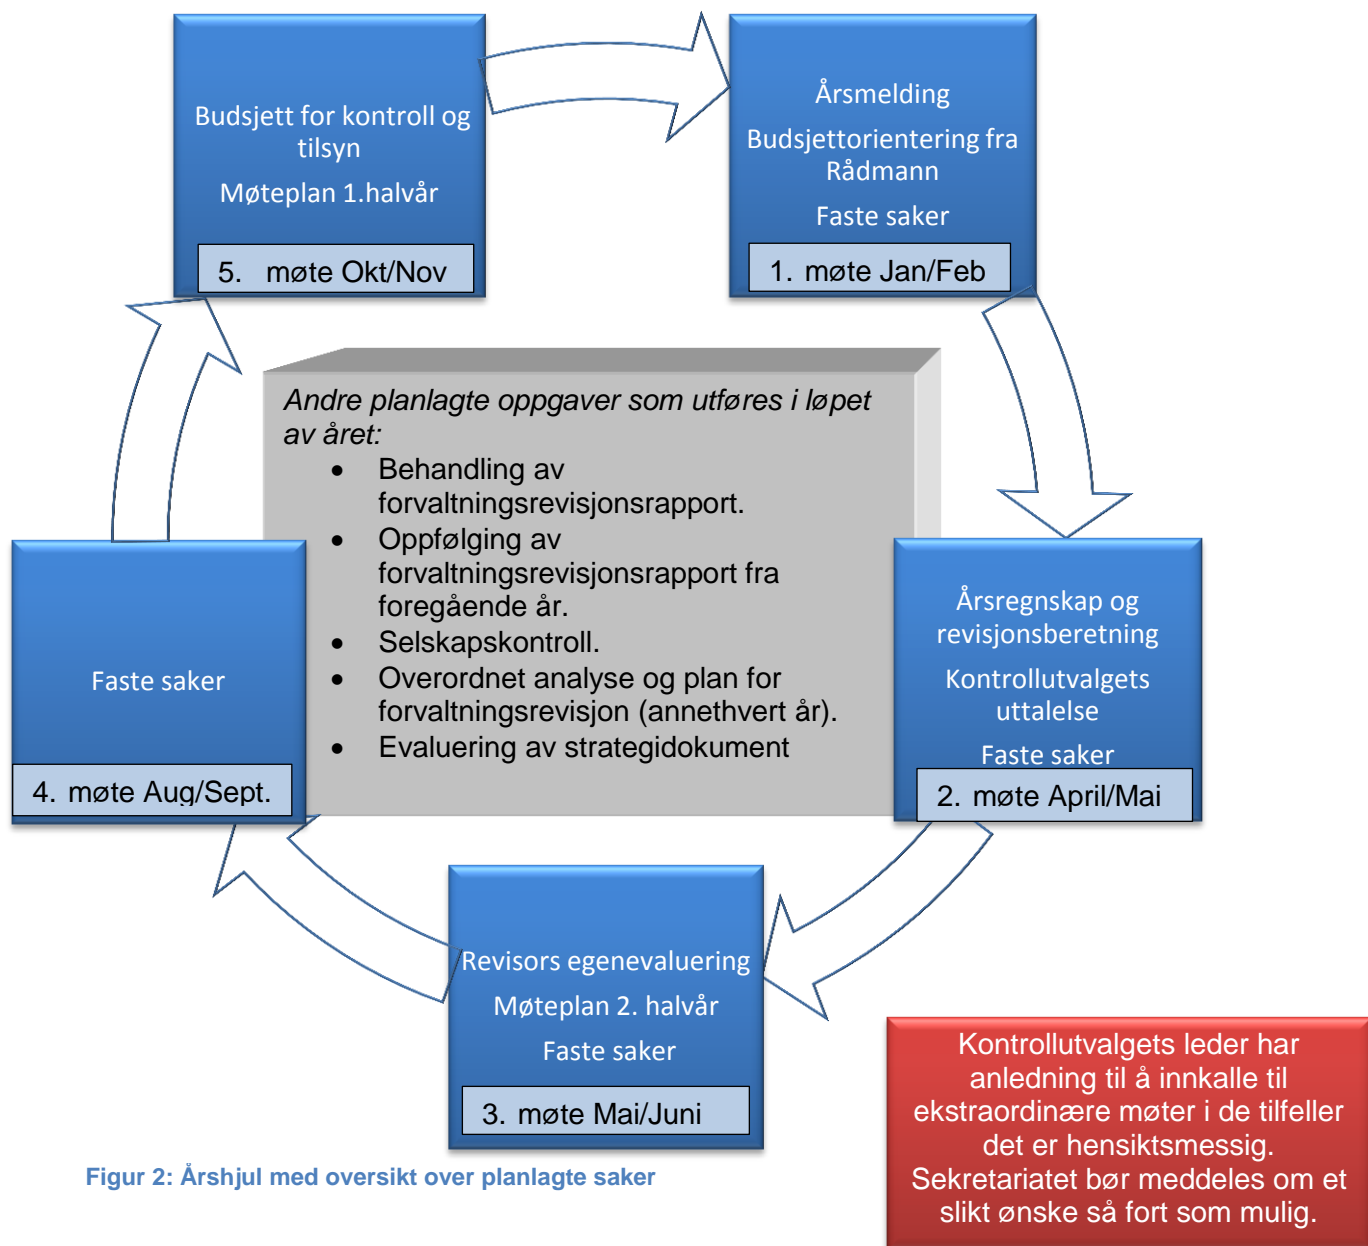 Budsjett for kontroll og
tilsyn
Møteplan 1.halvår
5. møte Okt/Nov
Årsmelding
Budsjettorientering fra
Rådmann
Faste saker
1. møte Jan/Feb
Andre planlagte oppgaver som utføres i løpet
av året:
• Behandling av
forvaltningsrevisjonsrapport.
• Oppfølging av
forvaltningsrevisjonsrapport fra
foregående år.
• Selskapskontroll.
• Overordnet analyse og plan for
forvaltningsrevisjon (annethvert år).
• Evaluering av strategidokument
Årsregnskap og
revisjonsberetning
Kontrollutvalgets
uttalelse
Faste saker
2. møte April/Mai
Faste saker
4. møte Aug/Sept.
Revisors egenevaluering
Møteplan 2. halvår
Faste saker
3. møte Mai/Juni
Kontrollutvalgets leder har
anledning til å innkalle til
ekstraordinære møter i de tilfeller
det er hensiktsmessig.
Sekretariatet bør meddeles om et
slikt ønske så fort som mulig.
Figur 2: Årshjul med oversikt over planlagte saker